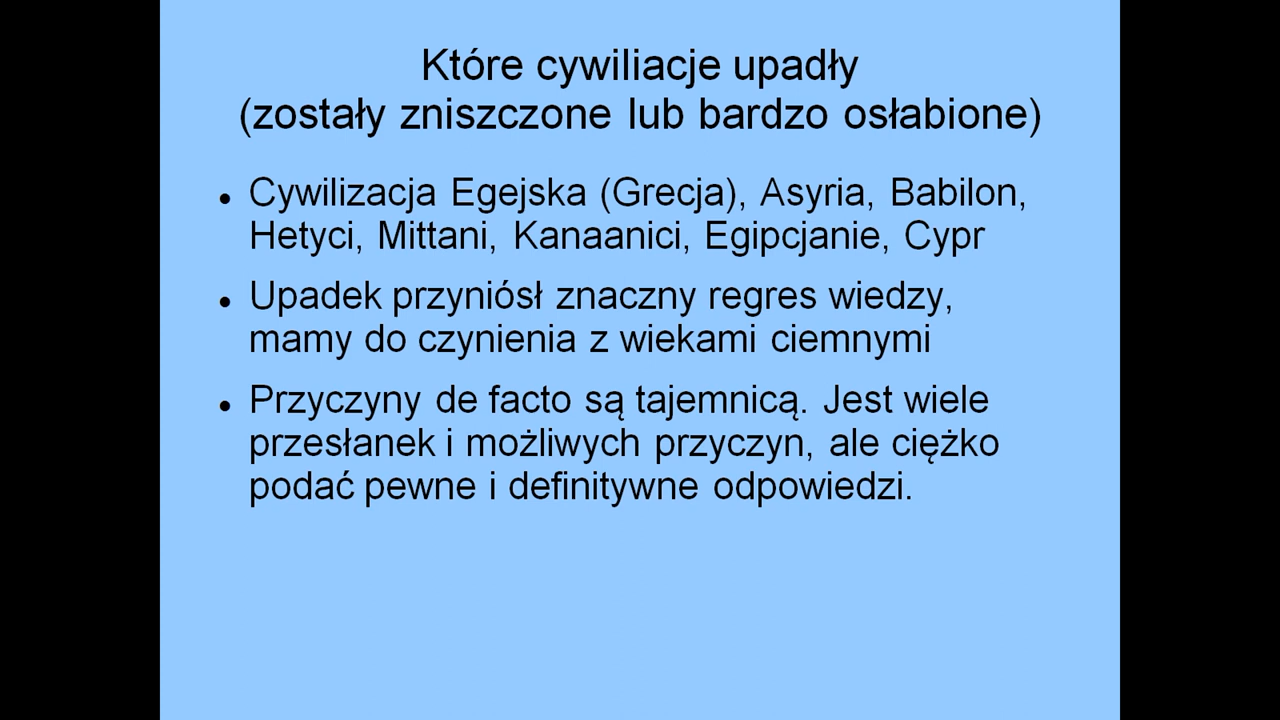 Które cywiliacje upadły
(zostały zniszczone lub bardzo osłabione)
● Cywilizacja Egejska (Grecja), Asyria, Babilon,
Hetyci, Mittani, Kanaanici, Egipcjanie, Cypr
● Upadek przyniósł znaczny regres wiedzy,
mamy do czynienia z wiekami ciemnymi
● Przyczyny de facto są tajemnicą. Jest wiele
przesłanek i możliwych przyczyn, ale ciężko
podać pewne i definitywne odpowiedzi.